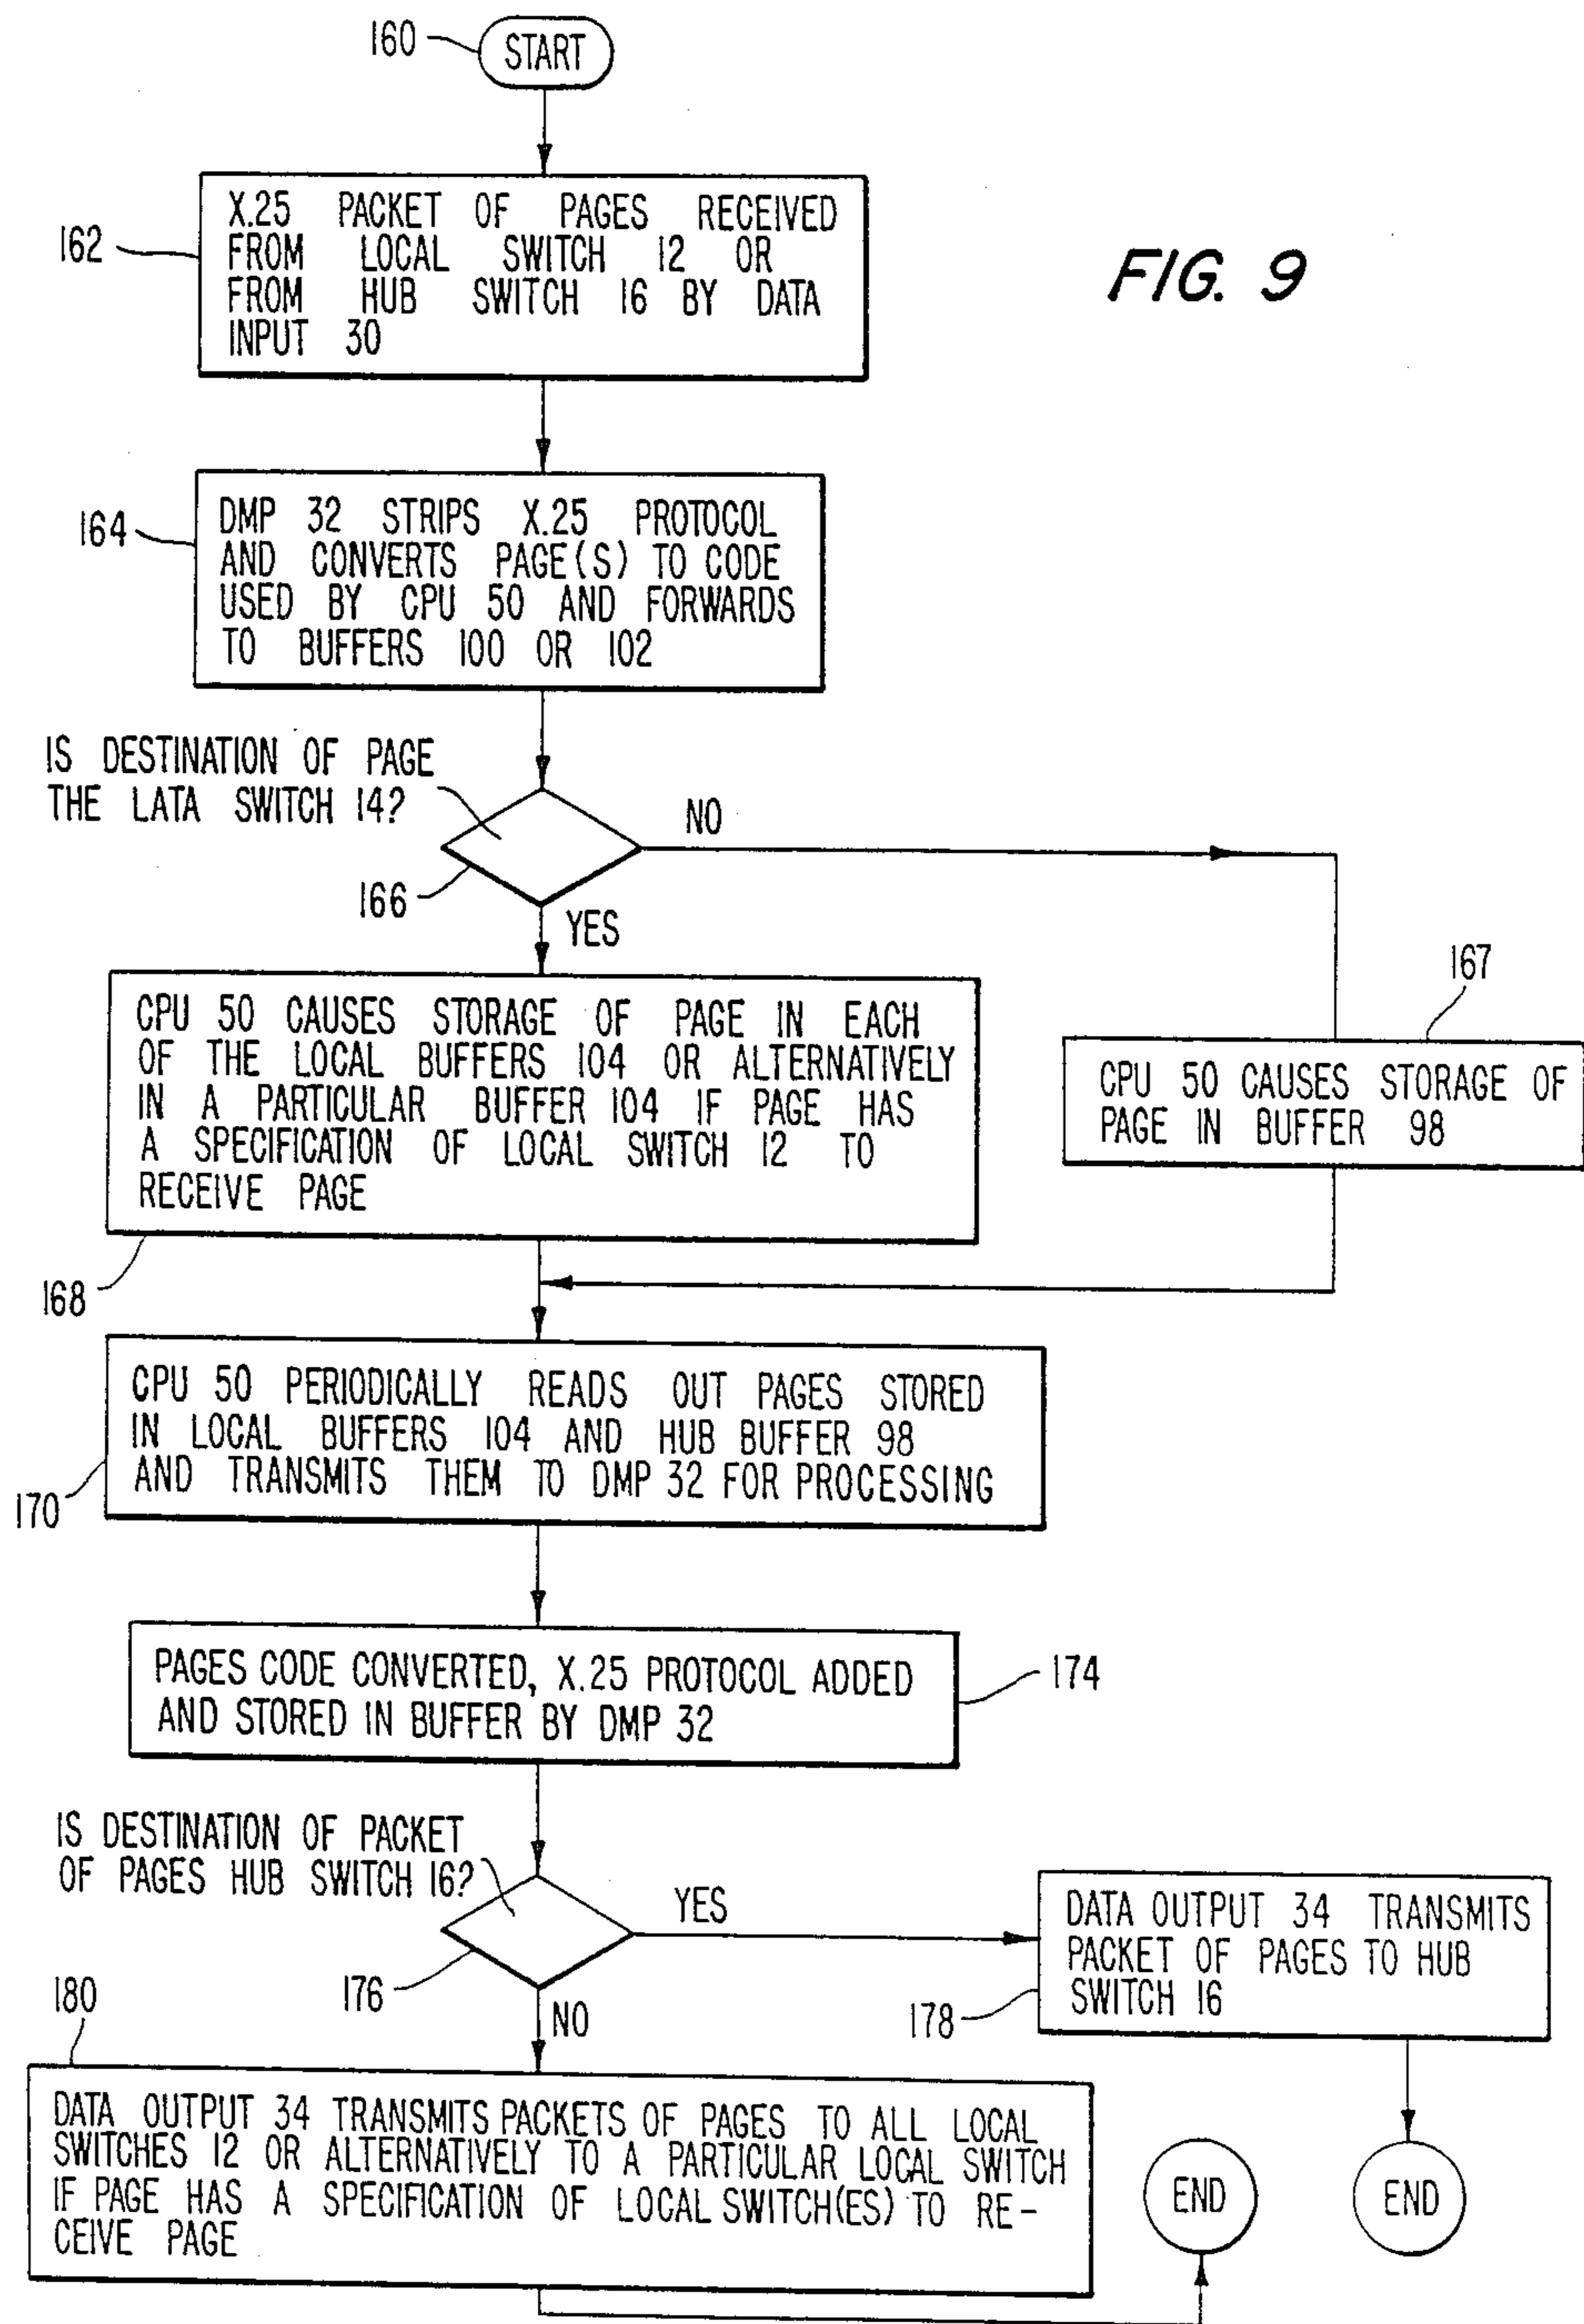 160
START
162
X.25 PACKET OF PAGES RECEIVED
FROM LOCAL SWITCH 12 OR
FROM HUB SWITCH 16 BY DATA
INPUT 30
FIG. 9
164
DMP 32 STRIPS X.25 PROTOCOL
AND CONVERTS PAGE(S) TO CODE
USED BY CPU 50 AND FORWARDS
TO BUFFERS 100 OR 102
IS DESTINATION OF PAGE
THE LATA SWITCH 14?
NO
166
YES
167
CPU 50 CAUSES STORAGE OF PAGE IN EACH
OF THE LOCAL BUFFERS 104 OR ALTERNATIVELY
IN A PARTICULAR BUFFER 104 IF PAGE HAS
A SPECIFICATION OF LOCAL SWITCH 12 TO
RECEIVE PAGE
CPU 50 CAUSES STORAGE OF
PAGE IN BUFFER 98
168
CPU 50 PERIODICALLY READS OUT PAGES STORED
IN LOCAL BUFFERS 104 AND HUB BUFFER 98
AND TRANSMITS THEM TO DMP 32 FOR PROCESSING
170
PAGES CODE CONVERTED, X.25 PROTOCOL ADDED
AND STORED IN BUFFER BY DMP 32
174
IS DESTINATION OF PACKET
OF PAGES HUB SWITCH 16?
YES
176
NO
DATA OUTPUT 34 TRANSMITS
PACKET OF PAGES TO HUB
SWITCH 16
178
180
DATA OUTPUT 34 TRANSMITS PACKETS OF PAGES TO ALL LOCAL
SWITCHES 12 OR ALTERNATIVELY TO A PARTICULAR LOCAL SWITCH
IF PAGE HAS A SPECIFICATION OF LOCAL SWITCH(ES) TO RE-
CEIVE PAGE
END
END